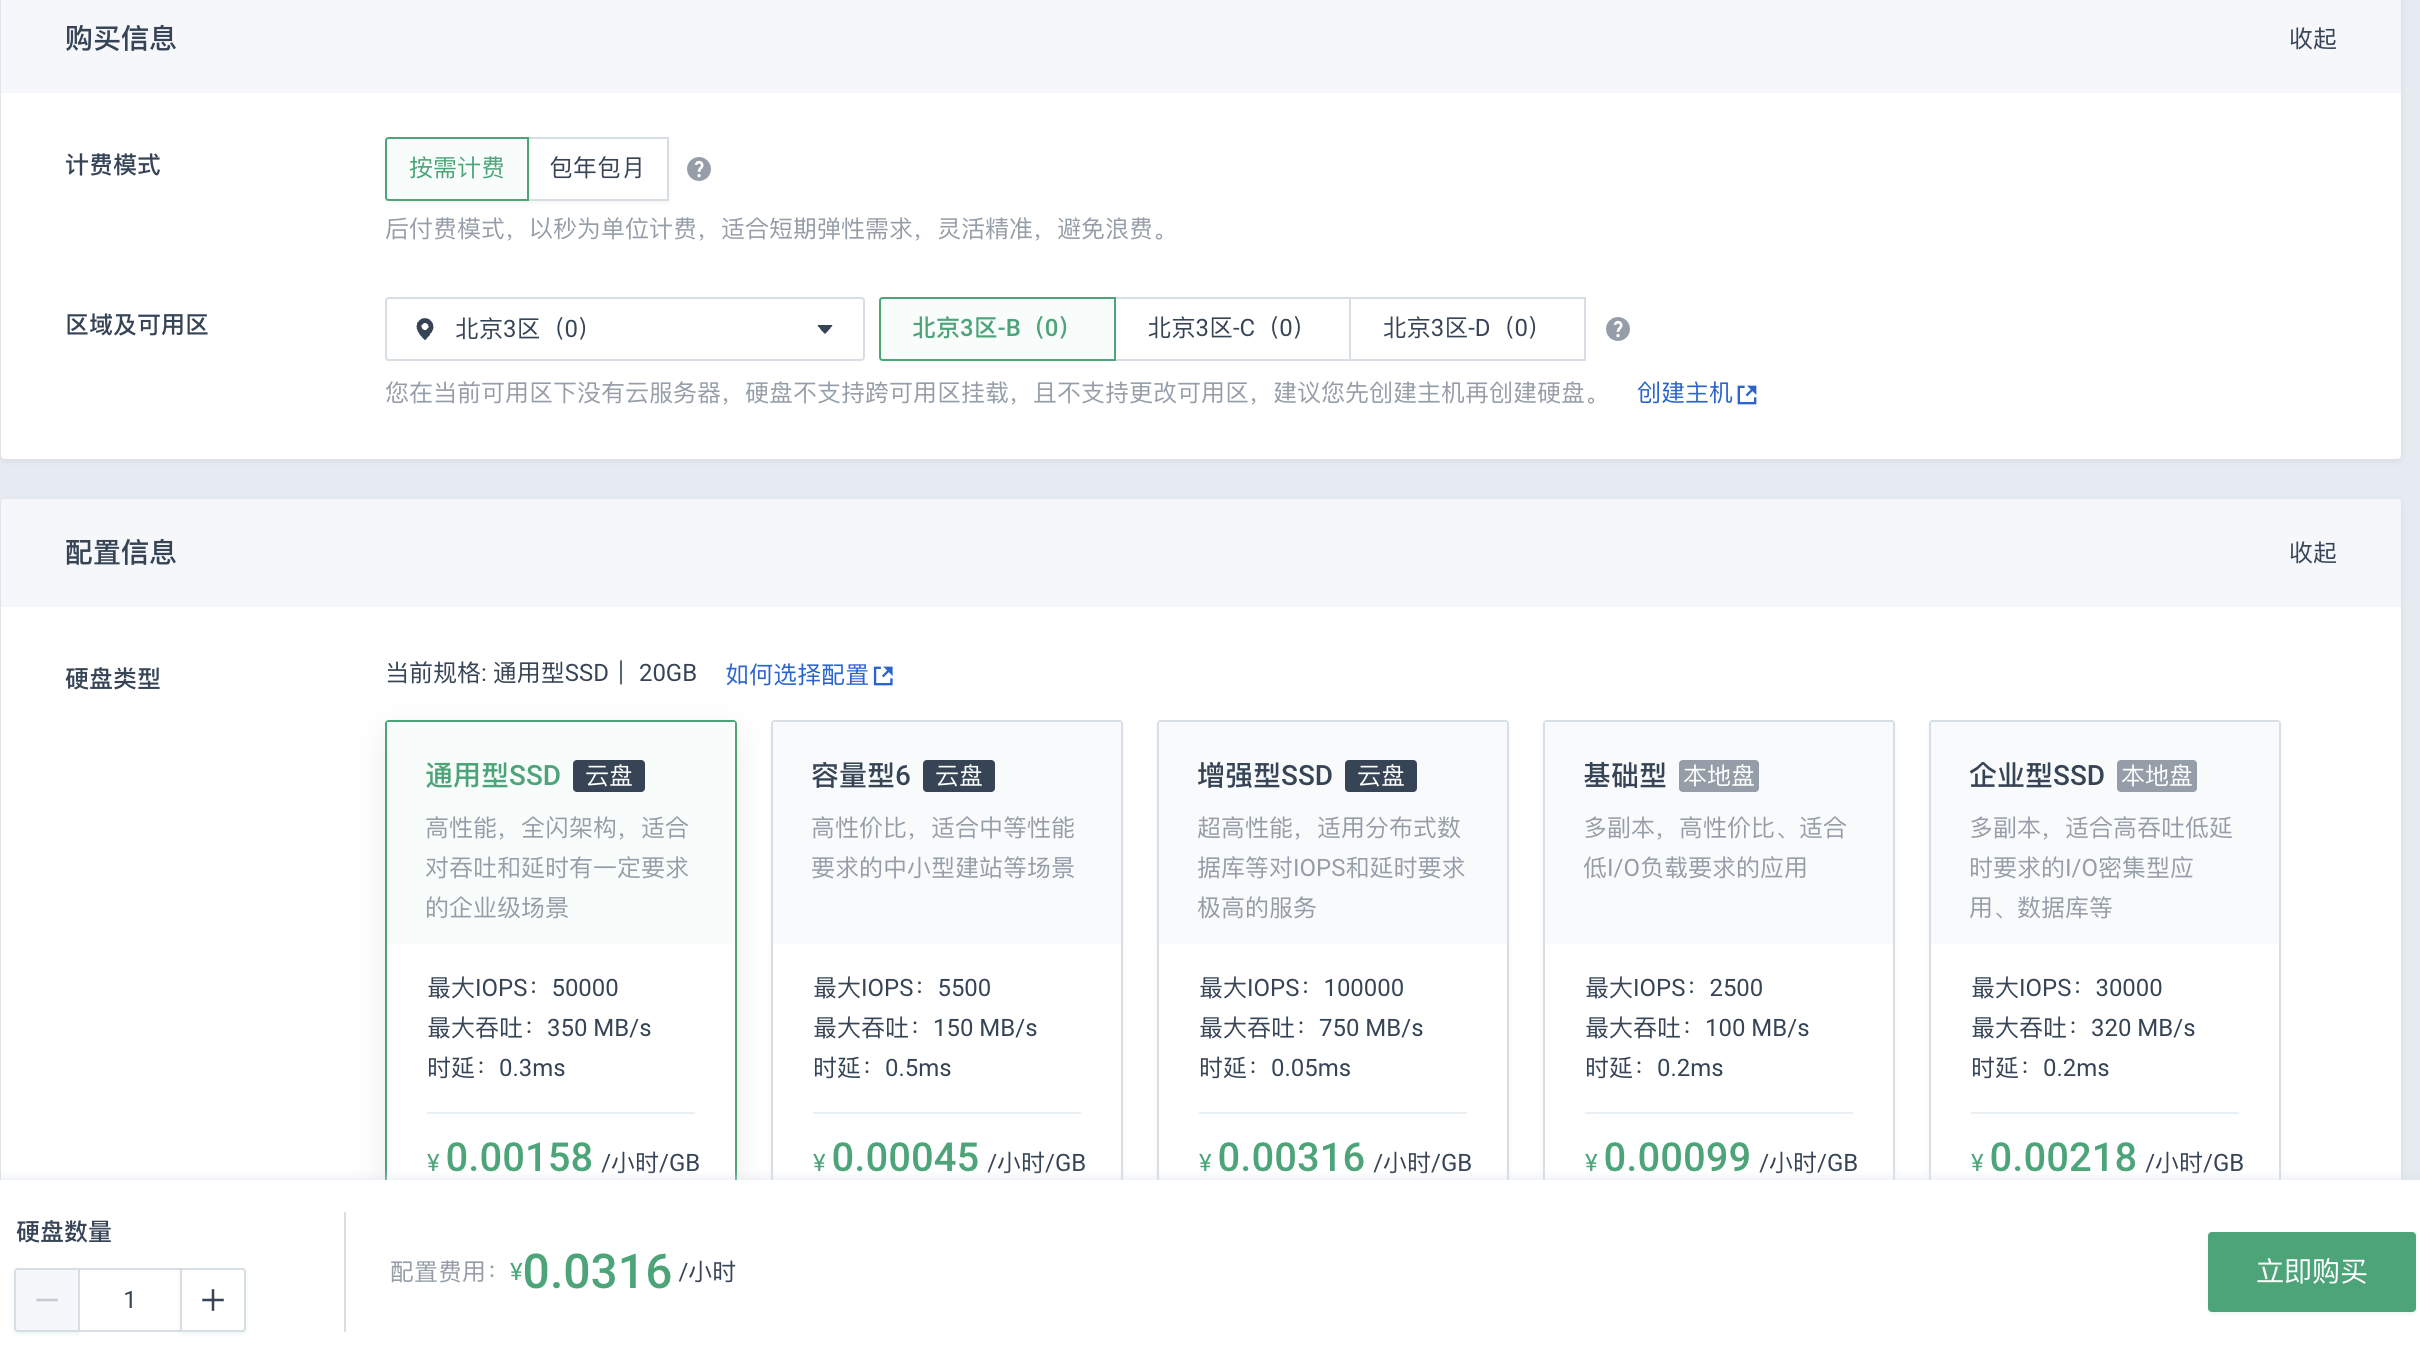 购买信息
收起
计费模式
按需计费
包年包月
?
后付费模式，以秒为单位计费，适合短期弹性需求，灵活精准，避免浪费。
区域及可用区
北京3区（0）
北京3区-B（0）
北京3区-C（0）
北京3区-D（0）
?
您在当前可用区下没有云服务器，硬盘不支持跨可用区挂载，且不支持更改可用区，建议您先创建主机再创建硬盘。
创建主机
配置信息
收起
硬盘类型
当前规格: 通用型SSD | 20GB
如何选择配置
通用型SSD 云盘
高性能，全闪架构，适合
对吞吐和延时有一定要求
的企业级场景
最大IOPS：50000
最大吞吐：350 MB/s
时延：0.3ms
¥0.00158 /小时/GB
容量型6 云盘
高性价比，适合中等性能
要求的中小型建站等场景
最大IOPS：5500
最大吞吐：150 MB/s
时延：0.5ms
¥0.00045 /小时/GB
增强型SSD 云盘
超高性能，适用分布式数
据库等对IOPS和延时要求
极高的服务
最大IOPS：100000
最大吞吐：750 MB/s
时延：0.05ms
¥0.00316 /小时/GB
基础型 本地盘
多副本，高性价比、适合
低I/O负载要求的应用
最大IOPS：2500
最大吞吐：100 MB/s
时延：0.2ms
¥0.00099 /小时/GB
企业型SSD 本地盘
多副本，适合高吞吐低延
时要求的I/O密集型应
用、数据库等
最大IOPS：30000
最大吞吐：320 MB/s
时延：0.2ms
¥0.00218 /小时/GB
硬盘数量
1
配置费用：¥0.0316 /小时
立即购买